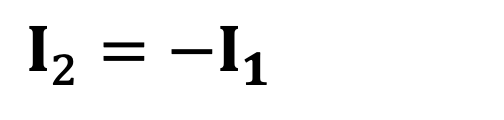 I₂ = −I₁